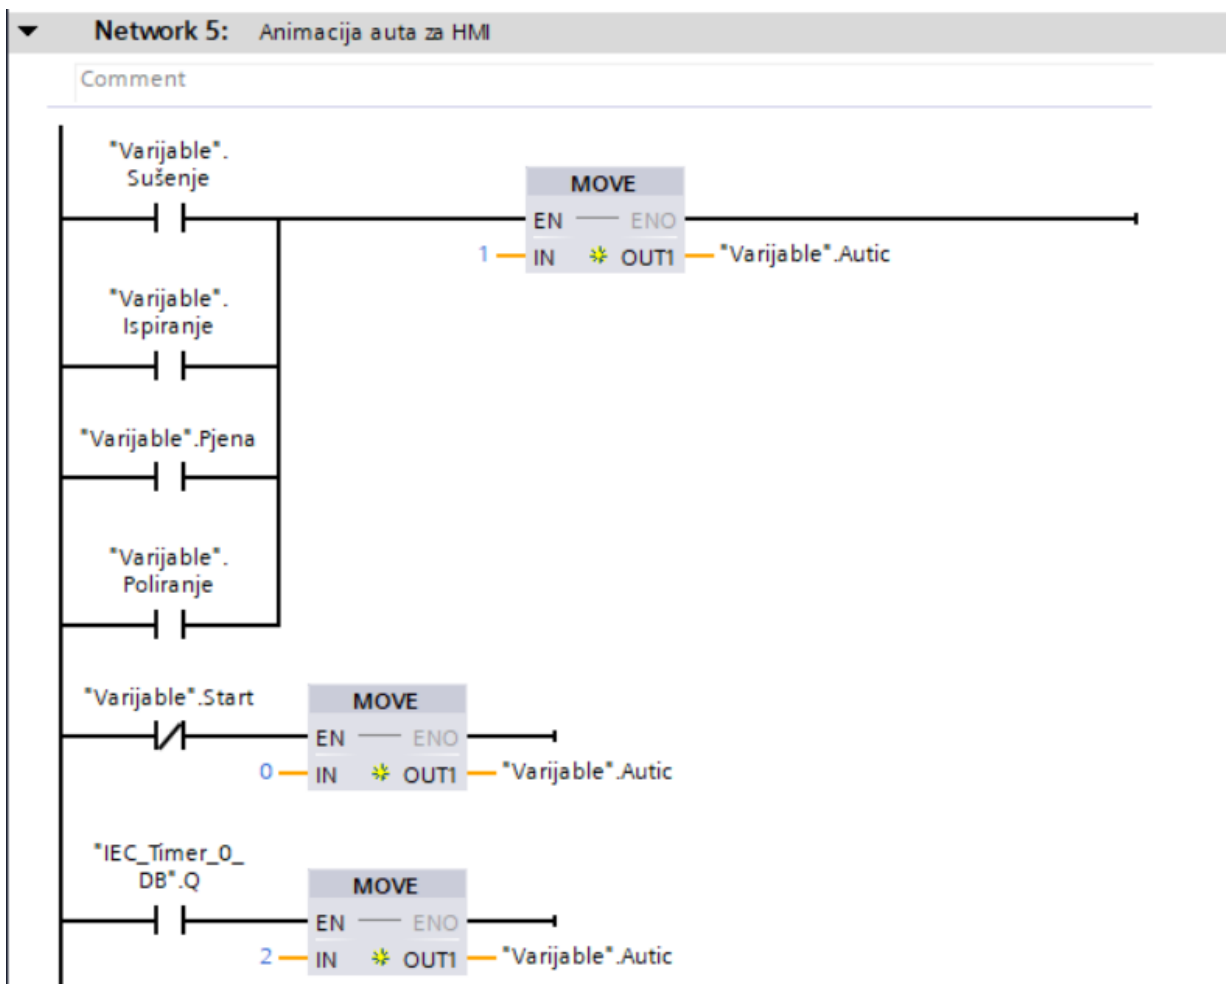 Network 5: Animacija auta za HMI
Comment
"Varijable".
Sušenje
MOVE
EN ENO
1 IN OUT1 "Varijable".Autic
"Varijable".
Ispiranje
"Varijable".Pjena
"Varijable".
Poliranje
"Varijable".Start
MOVE
EN ENO
0 IN OUT1 "Varijable".Autic
"IEC_Timer_0_
DB".Q
MOVE
EN ENO
2 IN OUT1 "Varijable".Autic